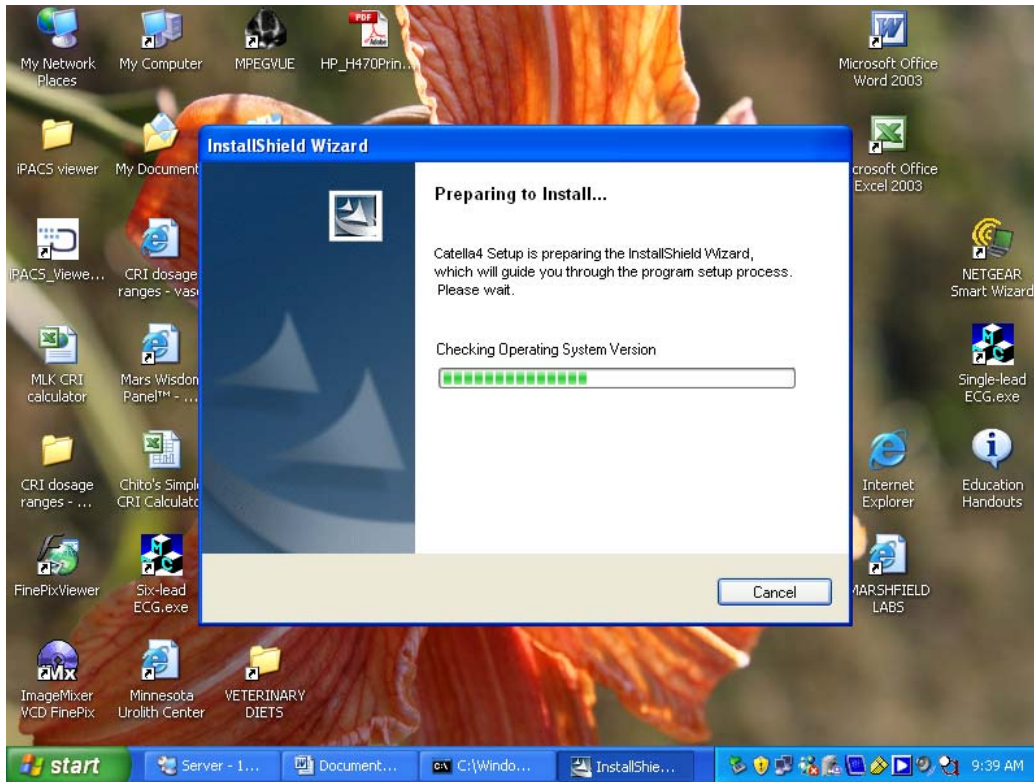 My Network
Places
My Computer
MPEGVUE
PDF
Adobe
HP_H470Prin...
Microsoft Office
Word 2003
iPACS viewer
My Document
InstallShield Wizard
crosoft Office
Excel 2003
Preparing to Install...
Catella4 Setup is preparing the InstallShield Wizard,
which will guide you through the program setup process.
Please wait.
iPACS_Viewe...
CRI dosage
ranges - vas
NETGEAR
Smart Wizard
Checking Operating System Version
MLK CRI
calculator
Mars Wisdom
Panel™ - ...
Single-lead
ECG.exe
CRI dosage
ranges - ...
Chito's Simpl
CRI Calculato
Internet
Explorer
Education
Handouts
FinePixViewer
Six-lead
ECG.exe
Cancel
MARSHFIELD
LABS
ImageMixer
VCD FinePix
Minnesota
Urolith Center
VETERINARY
DIETS
start
Server - 1...
Document...
C:\Windo...
InstallShie...
9:39 AM